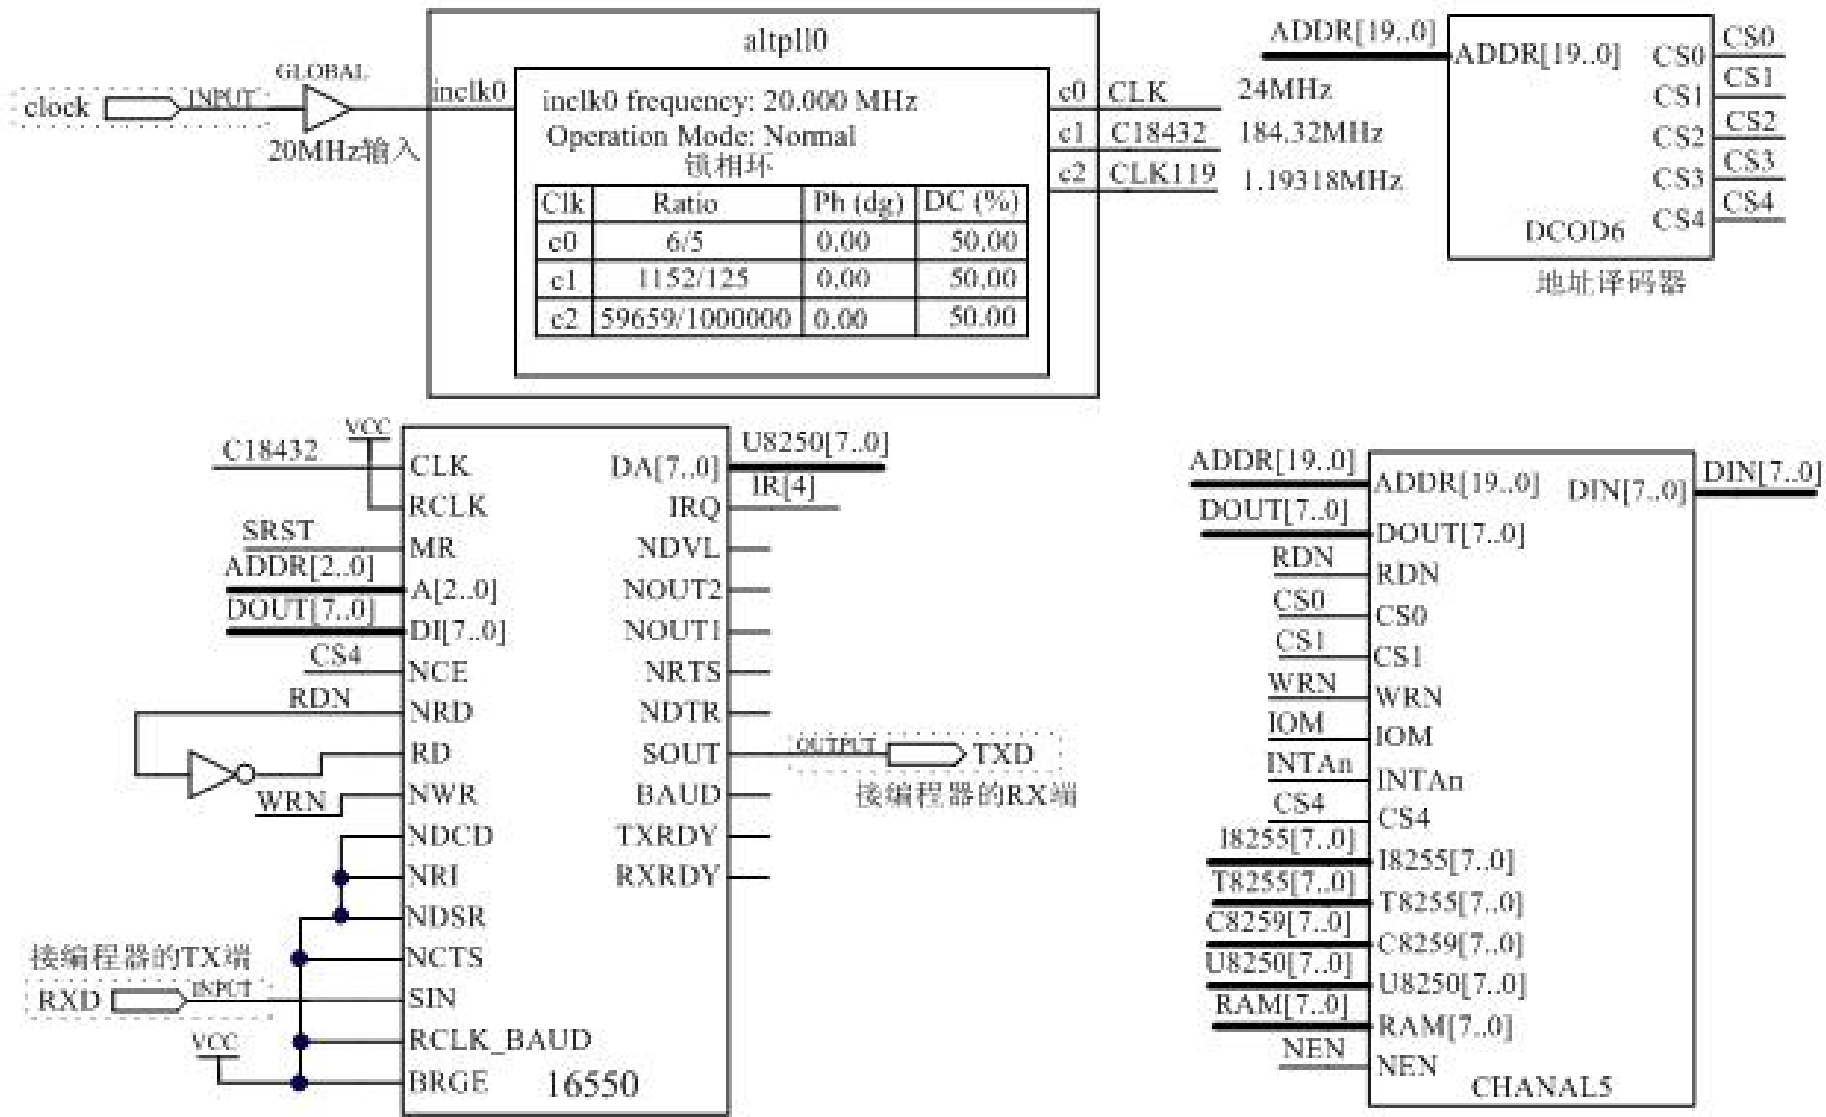 clock
INPUT
GLOBAL
20MHz输入
altpll0
inclk0
inclk0 frequency: 20.000 MHz
Operation Mode: Normal
锁相环
Clk Ratio Ph (dg) DC (%)
c0 6/5 0.00 50.00
c1 1152/125 0.00 50.00
c2 59659/1000000 0.00 50.00
c0 CLK 24MHz
c1 C18432 184.32MHz
c2 CLK119 1.19318MHz
ADDR[19..0]
ADDR[19..0]
CS0 CS0
CS1 CS1
CS2 CS2
CS3 CS3
CS4 CS4
DCOD6
地址译码器
VCC
C18432 CLK
RCLK
SRST MR
ADDR[2..0] A[2..0]
DOUT[7..0] DI[7..0]
CS4 NCE
RDN NRD
RD
WRN NWR
NDCD
NRI
NDSR
NCTS
接编程器的TX端
RXD INPUT SIN
RCLK_BAUD
VCC
BRGE
16550
DA[7..0] U8250[7..0]
IRQ IR[4]
NDVL
NOUT2
NOUT1
NRTS
NDTR
SOUT OUTPUT TXD
接编程器的RX端
BAUD
TXRDY
RXRDY
ADDR[19..0] ADDR[19..0]
DIN[7..0] DIN[7..0]
DOUT[7..0] DOUT[7..0]
RDN RDN
CS0 CS0
CS1 CS1
WRN WRN
IOM IOM
INTAn INTAn
CS4 CS4
I8255[7..0] I8255[7..0]
T8255[7..0] T8255[7..0]
C8259[7..0] C8259[7..0]
U8250[7..0] U8250[7..0]
RAM[7..0] RAM[7..0]
NEN NEN
CHANAL5